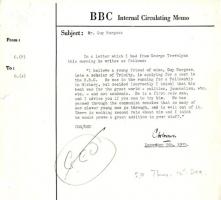 BBC Internal Circulating Memo
From:
Subject: Mr. Guy Burgess
To:
In a letter which I had from George Trevelyan
this morning he writes as follows:
"I believe a young friend of mine, Guy Burgess,
late a scholar of Trinity, is applying for a post in the
B.B.C. He was in the running for a Fellowship in
History, but decided (correctly I think) that his
bent was for the great world - politics, journalism, etc.
etc. - and not academic. He is a first rate man,
and I advise you if you can to try him. He has
passed through the communist measles that so many of
our clever young men go through, and is well out of it.
There is nothing second rate about him and I think
he would prove a great addition to your staff."
December 5th, 1935.